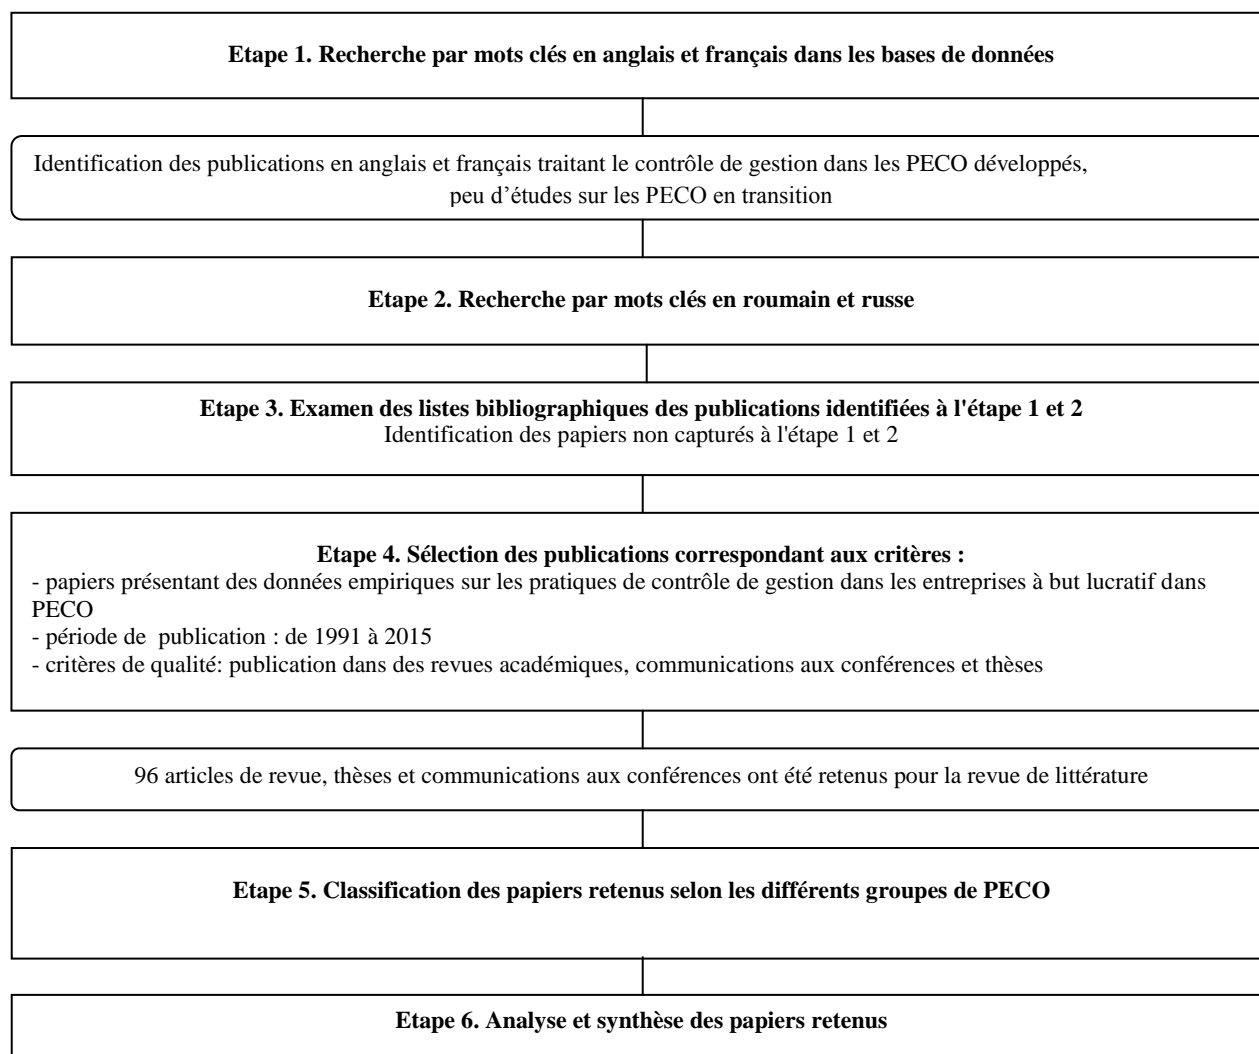 Etape 1. Recherche par mots clés en anglais et français dans les bases de données
Identification des publications en anglais et français traitant le contrôle de gestion dans les PECO développés,
peu d’études sur les PECO en transition
Etape 2. Recherche par mots clés en roumain et russe
Etape 3. Examen des listes bibliographiques des publications identifiées à l'étape 1 et 2
Identification des papiers non capturés à l'étape 1 et 2
Etape 4. Sélection des publications correspondant aux critères :
- papiers présentant des données empiriques sur les pratiques de contrôle de gestion dans les entreprises à but lucratif dans
PECO
- période de publication : de 1991 à 2015
- critères de qualité: publication dans des revues académiques, communications aux conférences et thèses
96 articles de revue, thèses et communications aux conférences ont été retenus pour la revue de littérature
Etape 5. Classification des papiers retenus selon les différents groupes de PECO
Etape 6. Analyse et synthèse des papiers retenus